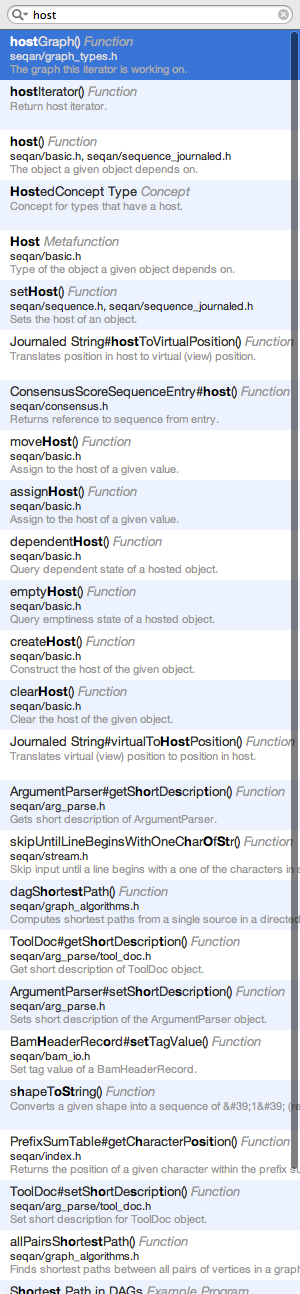 host
hostGraph() Function
seqan/graph_types.h
The graph this iterator is working on.
hostIterator() Function
Return host iterator.
host() Function
seqan/basic.h, seqan/sequence_journaled.h
The object a given object depends on.
HostedConcept Type Concept
Concept for types that have a host.
Host Metafunction
seqan/basic.h
Type of the object a given object depends on.
setHost() Function
seqan/sequence.h, seqan/sequence_journaled.h
Sets the host of an object.
Journaled String#hostToVirtualPosition() Function
Translates position in host to virtual (view) position.
ConsensusScoreSequenceEntry#host() Function
seqan/consensus.h
Returns reference to sequence from entry.
moveHost() Function
seqan/basic.h
Assign to the host of a given value.
assignHost() Function
seqan/basic.h
Assign to the host of a given value.
dependentHost() Function
seqan/basic.h
Query dependent state of a hosted object.
emptyHost() Function
seqan/basic.h
Query emptiness state of a hosted object.
createHost() Function
seqan/basic.h
Construct the host of the given object.
clearHost() Function
seqan/basic.h
Clear the host of the given object.
Journaled String#virtualToHostPosition() Function
Translates virtual (view) position to position in host.
ArgumentParser#getShortDescription() Function
seqan/arg_parse.h
Gets short description of ArgumentParser.
skipUntilLineBeginsWithOneCharOfStr() Function
seqan/stream.h
Skip input until a line begins with a one of the characters in s
dagShortestPath() Function
seqan/graph_algorithms.h
Computes shortest paths from a single source in a directed
ToolDoc#getShortDescription() Function
seqan/arg_parse/tool_doc.h
Get short description of ToolDoc object.
ArgumentParser#setShortDescription() Function
seqan/arg_parse.h
Sets short description of the ArgumentParser object.
BamHeaderRecord#setTagValue() Function
seqan/bam_io.h
Set tag value of a BamHeaderRecord.
shapeToString() Function
Converts a given shape into a sequence of &#39;1&#39; (re
PrefixSumTable#getCharacterPosition() Function
seqan/index.h
Returns the position of a given character within the prefix su
ToolDoc#setShortDescription() Function
seqan/arg_parse/tool_doc.h
Set short description for ToolDoc object.
allPairsShortestPath() Function
seqan/graph_algorithms.h
Finds shortest paths between all pairs of vertices in a graph
Shortest Path in DAGs Example Program